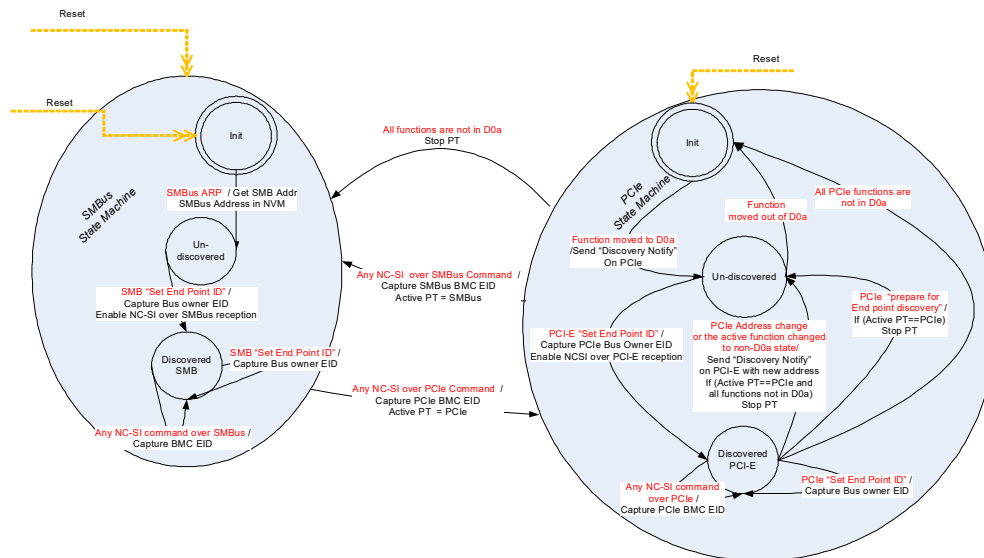 Reset
Reset
Init
SMBus
State Machine
SMBus ARP / Get SMB Addr
SMBus Address in NVM
Un-
discovered
SMB “Set End Point ID” /
Capture Bus owner EID
Enable NC-SI over SMBus reception
Discovered
SMB
SMB “Set End Point ID” /
Capture Bus owner EID
Any NC-SI command over SMBus /
Capture BMC EID
All functions are not in D0a
Stop PT
Any NC-SI over SMBus Command /
Capture SMBus BMC EID
Active PT = SMBus
Any NC-SI over PCIe Command /
Capture PCIe BMC EID
Active PT = PCIe
Reset
Init
PCIe
State Machine
All PCIe functions are
not in D0a
Function
moved out of D0a
Function moved to D0a
/Send “Discovery Notify”
On PCIe
Un-discovered
PCIe “prepare for
End point discovery” /
If (Active PT==PCIe)
Stop PT
PCI-E “Set End Point ID” /
Capture PCIe Bus Owner EID
Enable NCSI over PCI-E reception
PCIe Address change
or the active function changed
to non-D0a state/
Send “Discovery Notify”
on PCI-E with new address
If (Active PT==PCIe and
all functions not in D0a)
Stop PT
Discovered
PCI-E
Any NC-SI command
over PCIe /
Capture PCIe BMC EID
PCIe “Set End Point ID” /
Capture Bus owner EID